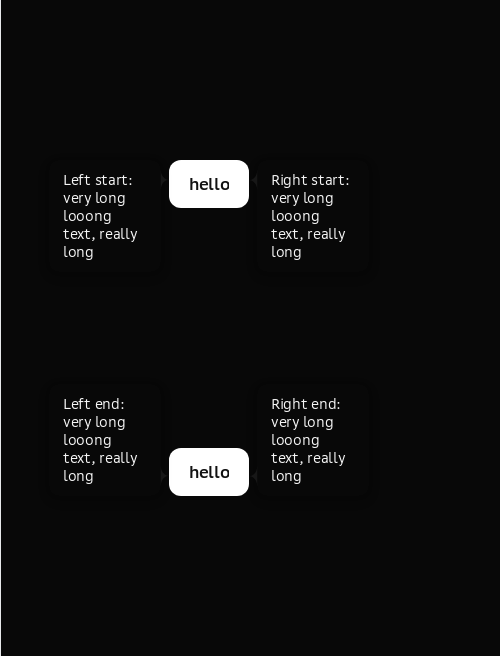 Left start:
very long
looong
text, really
long
hello
Right start:
very long
looong
text, really
long
Left end:
very long
looong
text, really
long
hello
Right end:
very long
looong
text, really
long